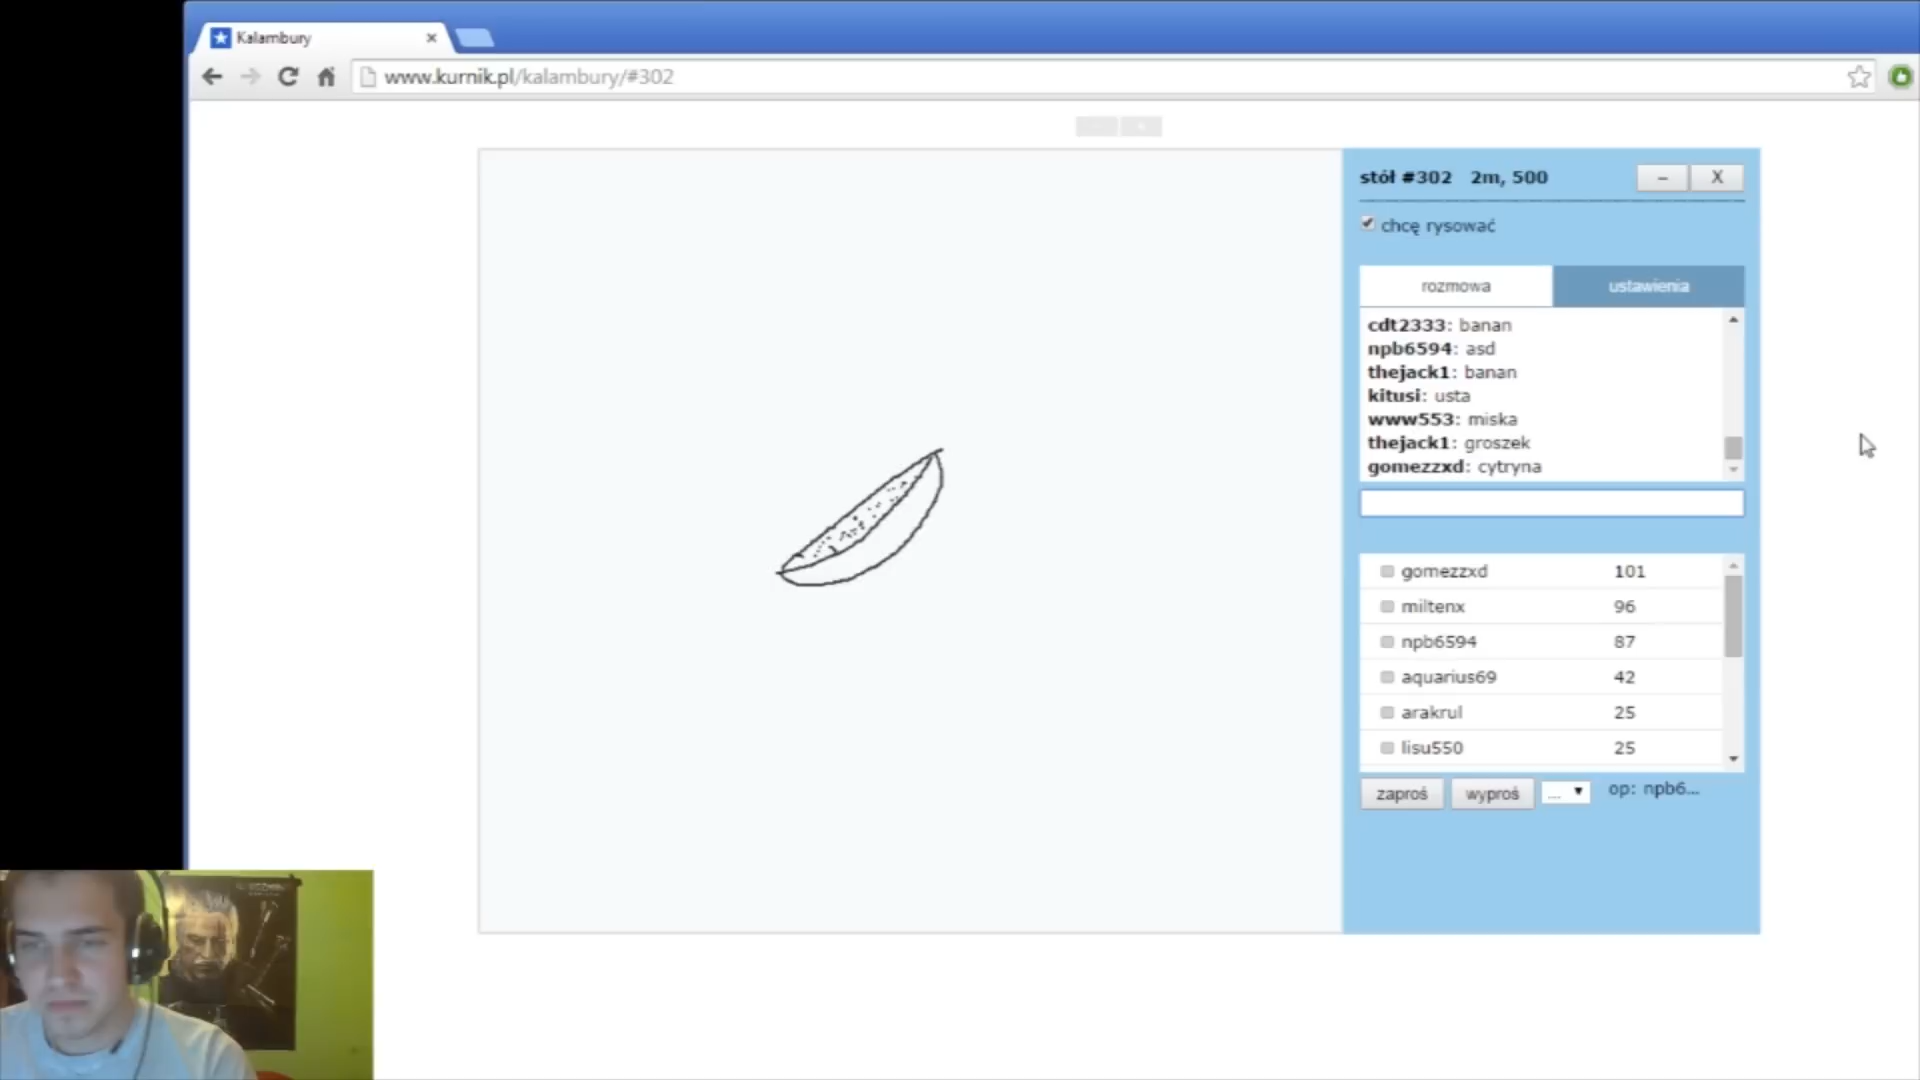 Kalambury
www.kurnik.pl/kalambury/#302
stół #302 2m, 500
– X
chcę rysować
rozmowa ustawienia
cdt2333: banan
npb6594: asd
thejack1: banan
kitusi: usta
www553: miska
thejack1: groszek
gomezzxd: cytryna
gomezzxd 101
miltenx 96
npb6594 87
aquarius69 42
arakrul 25
lisu550 25
zaproś wyproś ... op: npb6...